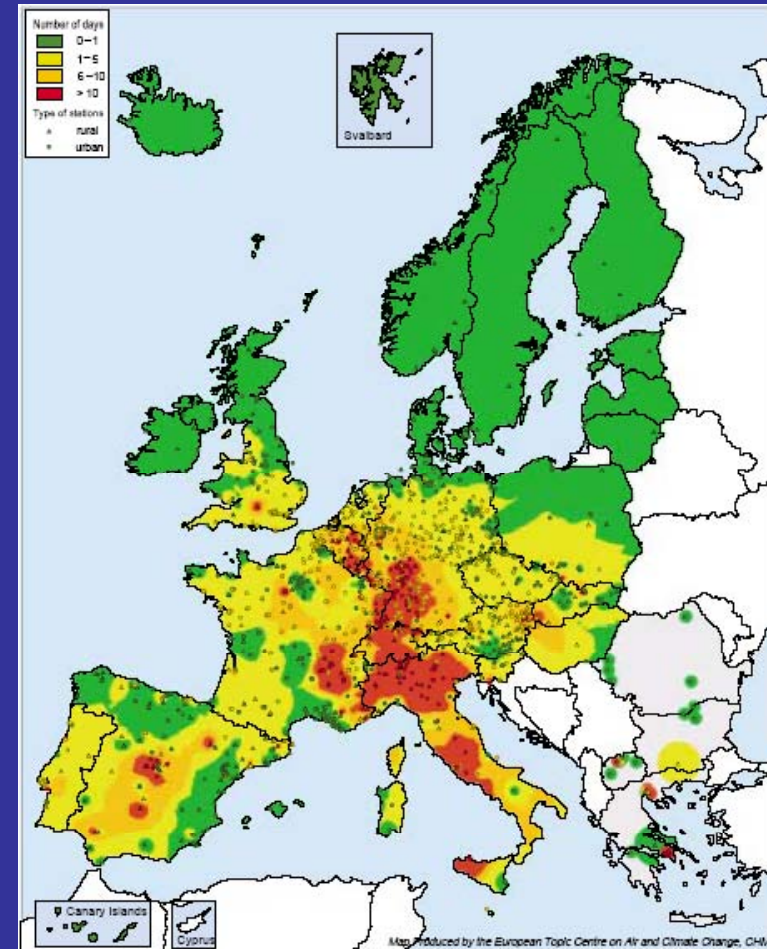 Number of days
0-1
1-5
6-10
> 10
Type of stations
rural
urban
Svalbard
Canary Islands
Cyprus
Map Produced by the European Topic Centre on Air and Climate Change, CHM